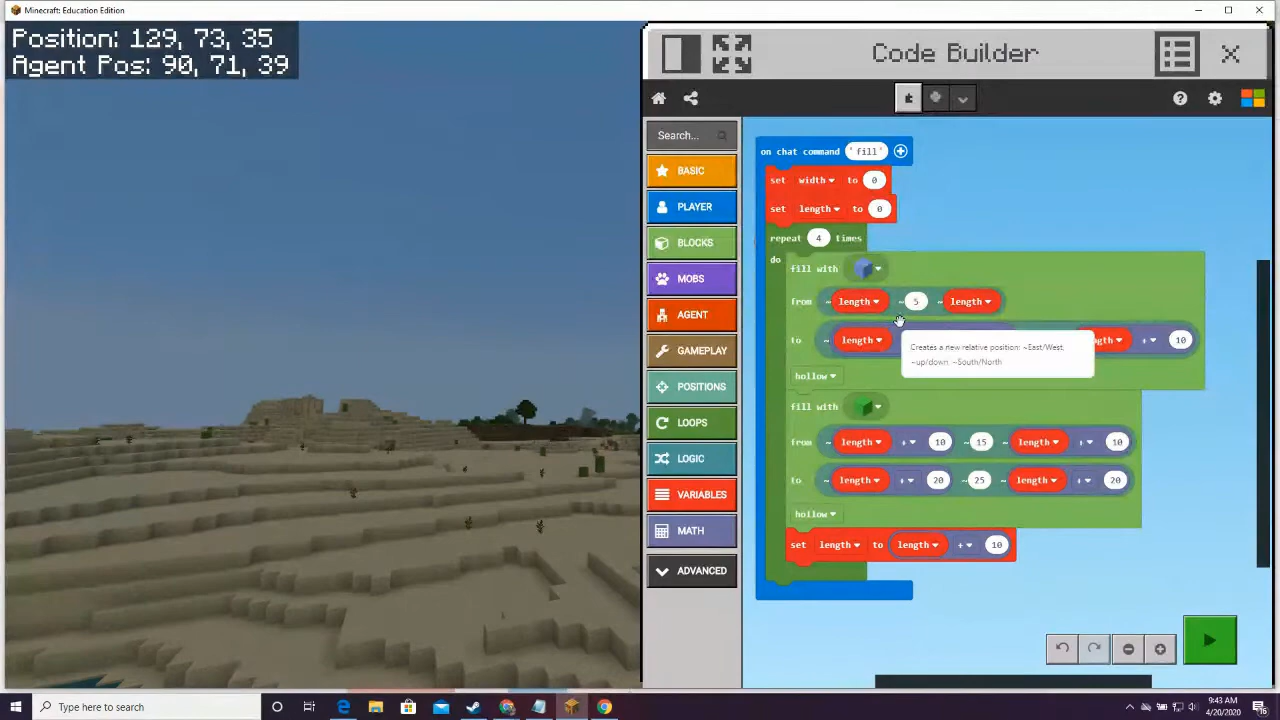 Minecraft: Education Edition
Position: 129, 73, 35
Agent Pos: 90, 71, 39
Code Builder
Search...
BASIC
PLAYER
BLOCKS
MOBS
AGENT
GAMEPLAY
POSITIONS
LOOPS
LOGIC
VARIABLES
MATH
ADVANCED
on chat command "fill"
set width to 0
set length to 0
repeat 4 times
do
fill with
from ~ length ~ 5 ~ length
to ~ length + 10
Creates a new relative position: ~East/West,
~up/down ~South/North
hollow
fill with
from ~ length + 10 ~ 15 ~ length + 10
to ~ length + 20 ~ 25 ~ length + 20
hollow
set length to length + 10
Type here to search
9:43 AM
4/20/2020